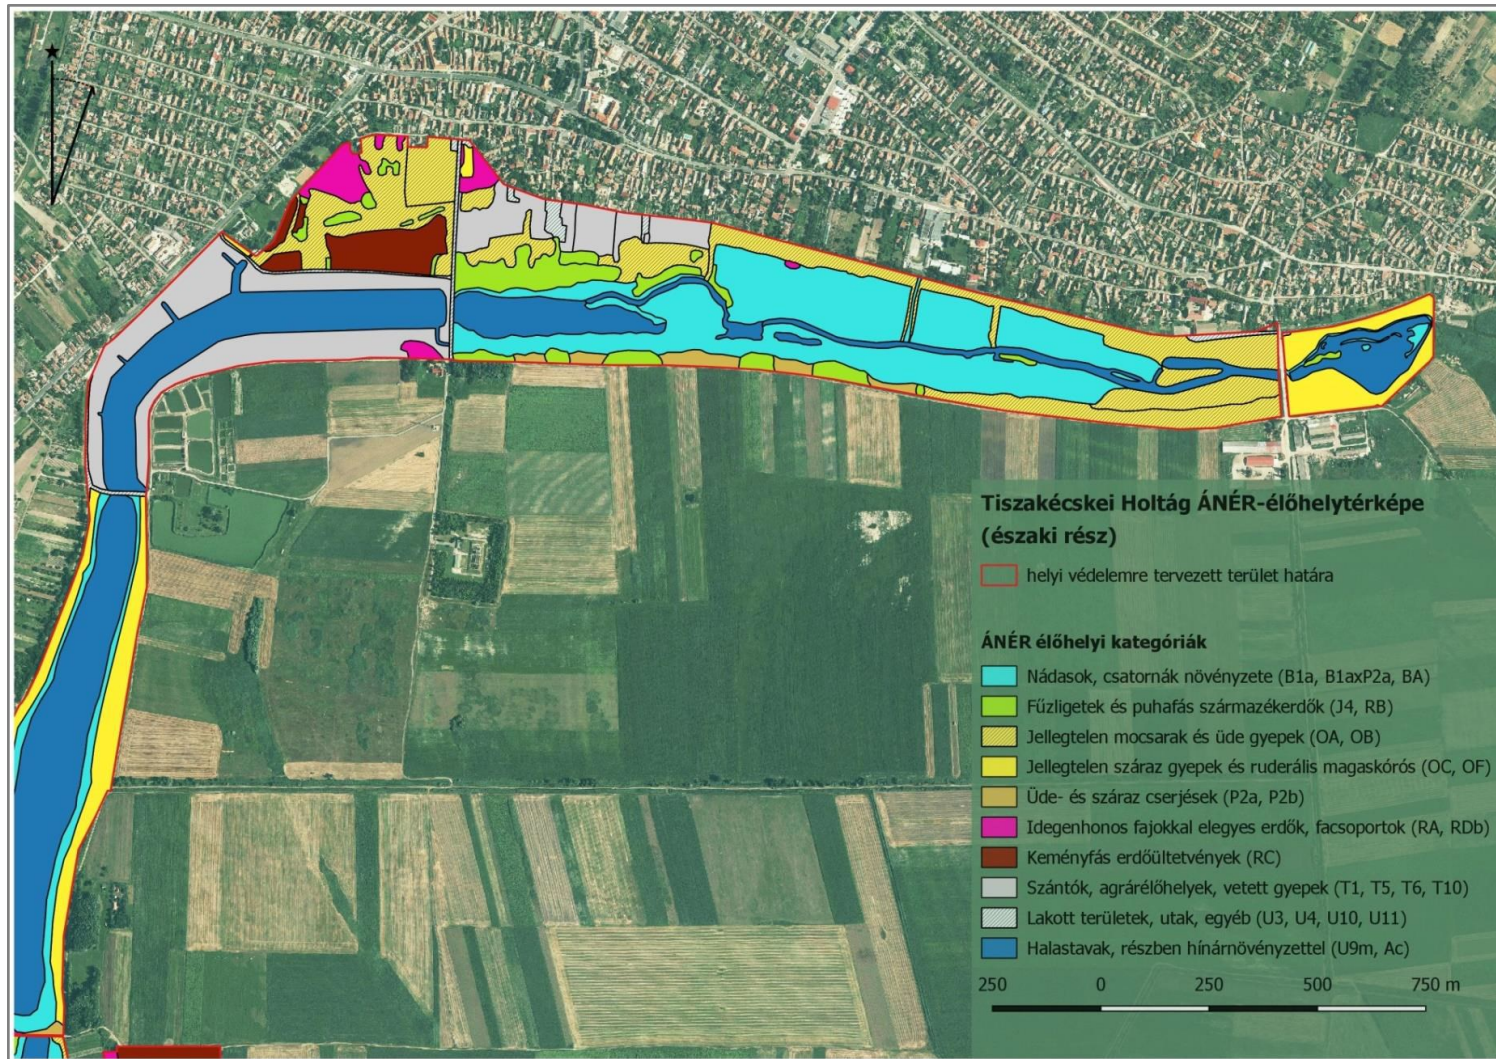 Tiszakécskei Holtág ÁNÉR-élőhelytérképe
(északi rész)
helyi védelemre tervezett terület határa
ÁNÉR élőhelyi kategóriák
Nádasok, csatornák növényzete (B1a, B1axP2a, BA)
Fűzligetek és puhafás származékerdők (J4, RB)
Jellegtelen mocsarak és üde gyepek (OA, OB)
Jellegtelen száraz gyepek és ruderális magaskórós (OC, OF)
Üde- és száraz cserjések (P2a, P2b)
Idegenhonos fajokkal elegyes erdők, facsoportok (RA, RDb)
Keményfás erdőültetvények (RC)
Szántók, agrárélőhelyek, vetett gyepek (T1, T5, T6, T10)
Lakott területek, utak, egyéb (U3, U4, U10, U11)
Halastavak, részben hínárnövényzettel (U9m, Ac)
250 0 250 500 750 m